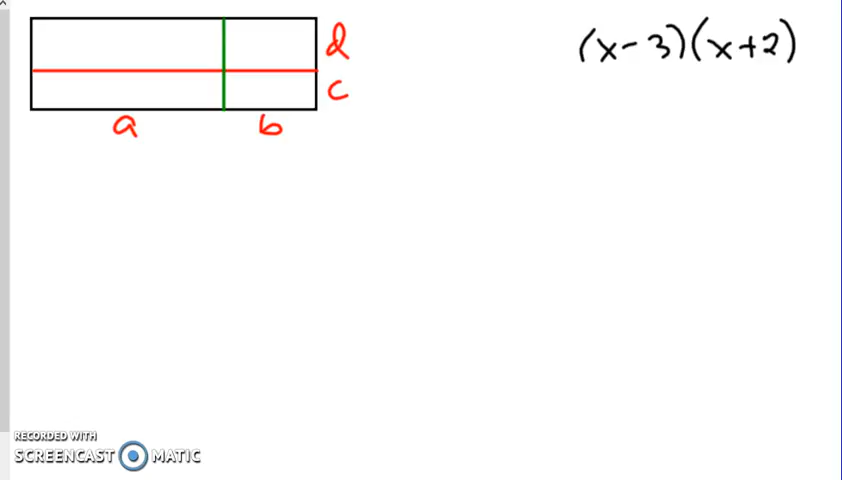 d
(x-3)(x+2)
c
a b
RECORDED WITH
SCREENCAST MATIC